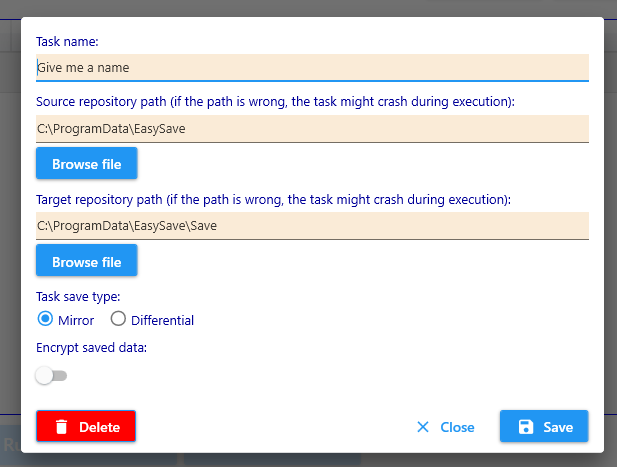 Task name:
Give me a name
Source repository path (if the path is wrong, the task might crash during execution):
C:\ProgramData\EasySave
Browse file
Target repository path (if the path is wrong, the task might crash during execution):
C:\ProgramData\EasySave\Save
Browse file
Task save type:
Mirror Differential
Encrypt saved data:
Delete Close Save